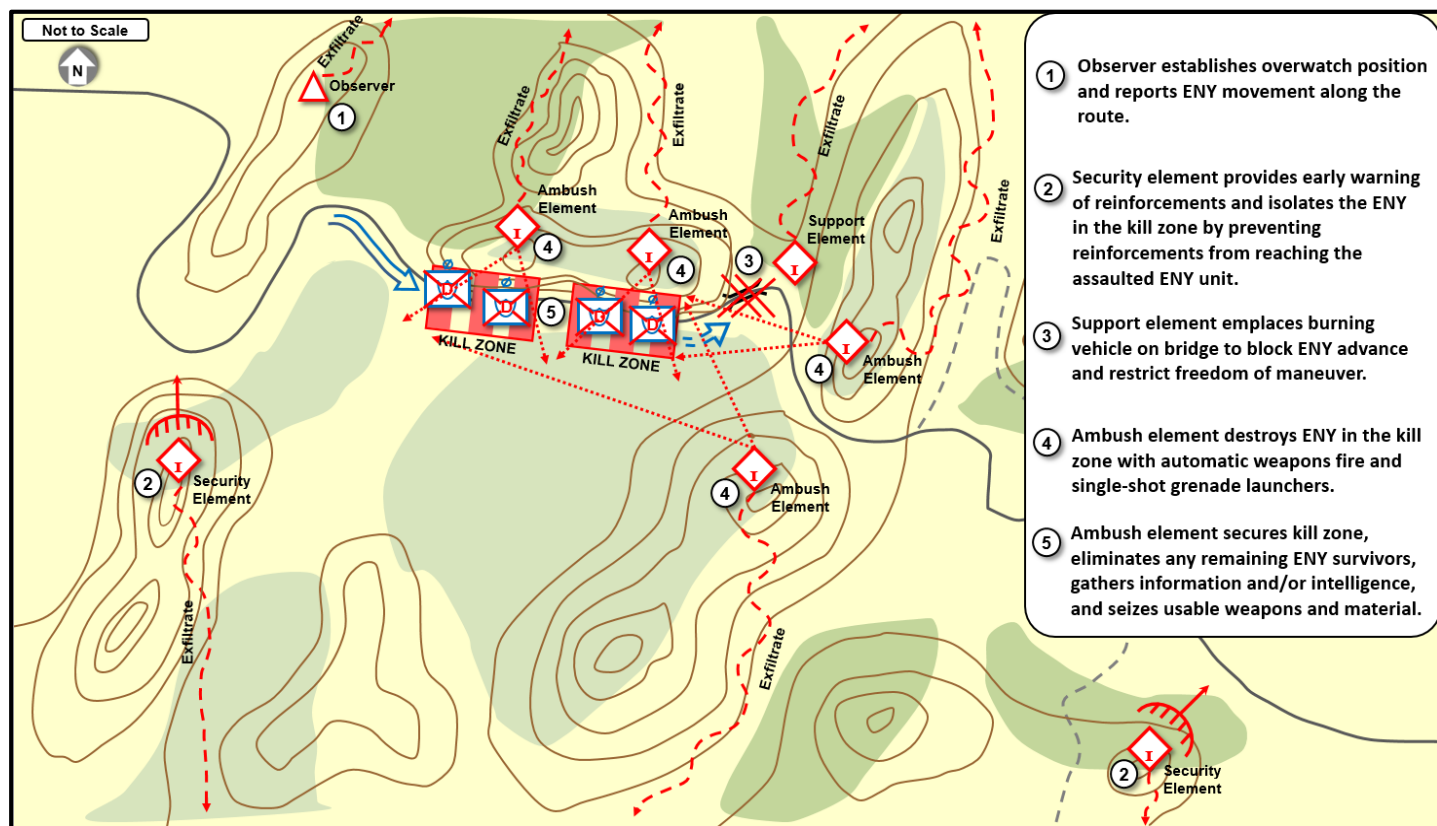 Not to Scale
N
Exfiltrate
Observer
1
Exfiltrate
Exfiltrate
Exfiltrate
Exfiltrate
Ambush
Element
I
4
Ambush
Element
I
4
Support
Element
I
3
D
D
D
D
5
KILL ZONE
KILL ZONE
I
4
Ambush
Element
I
2
Security
Element
I
4
Ambush
Element
Exfiltrate
Exfiltrate
I
2
Security
Element
1 Observer establishes overwatch position
and reports ENY movement along the
route.
2 Security element provides early warning
of reinforcements and isolates the ENY
in the kill zone by preventing
reinforcements from reaching the
assaulted ENY unit.
3 Support element emplaces burning
vehicle on bridge to block ENY advance
and restrict freedom of maneuver.
4 Ambush element destroys ENY in the kill
zone with automatic weapons fire and
single-shot grenade launchers.
5 Ambush element secures kill zone,
eliminates any remaining ENY survivors,
gathers information and/or intelligence,
and seizes usable weapons and material.